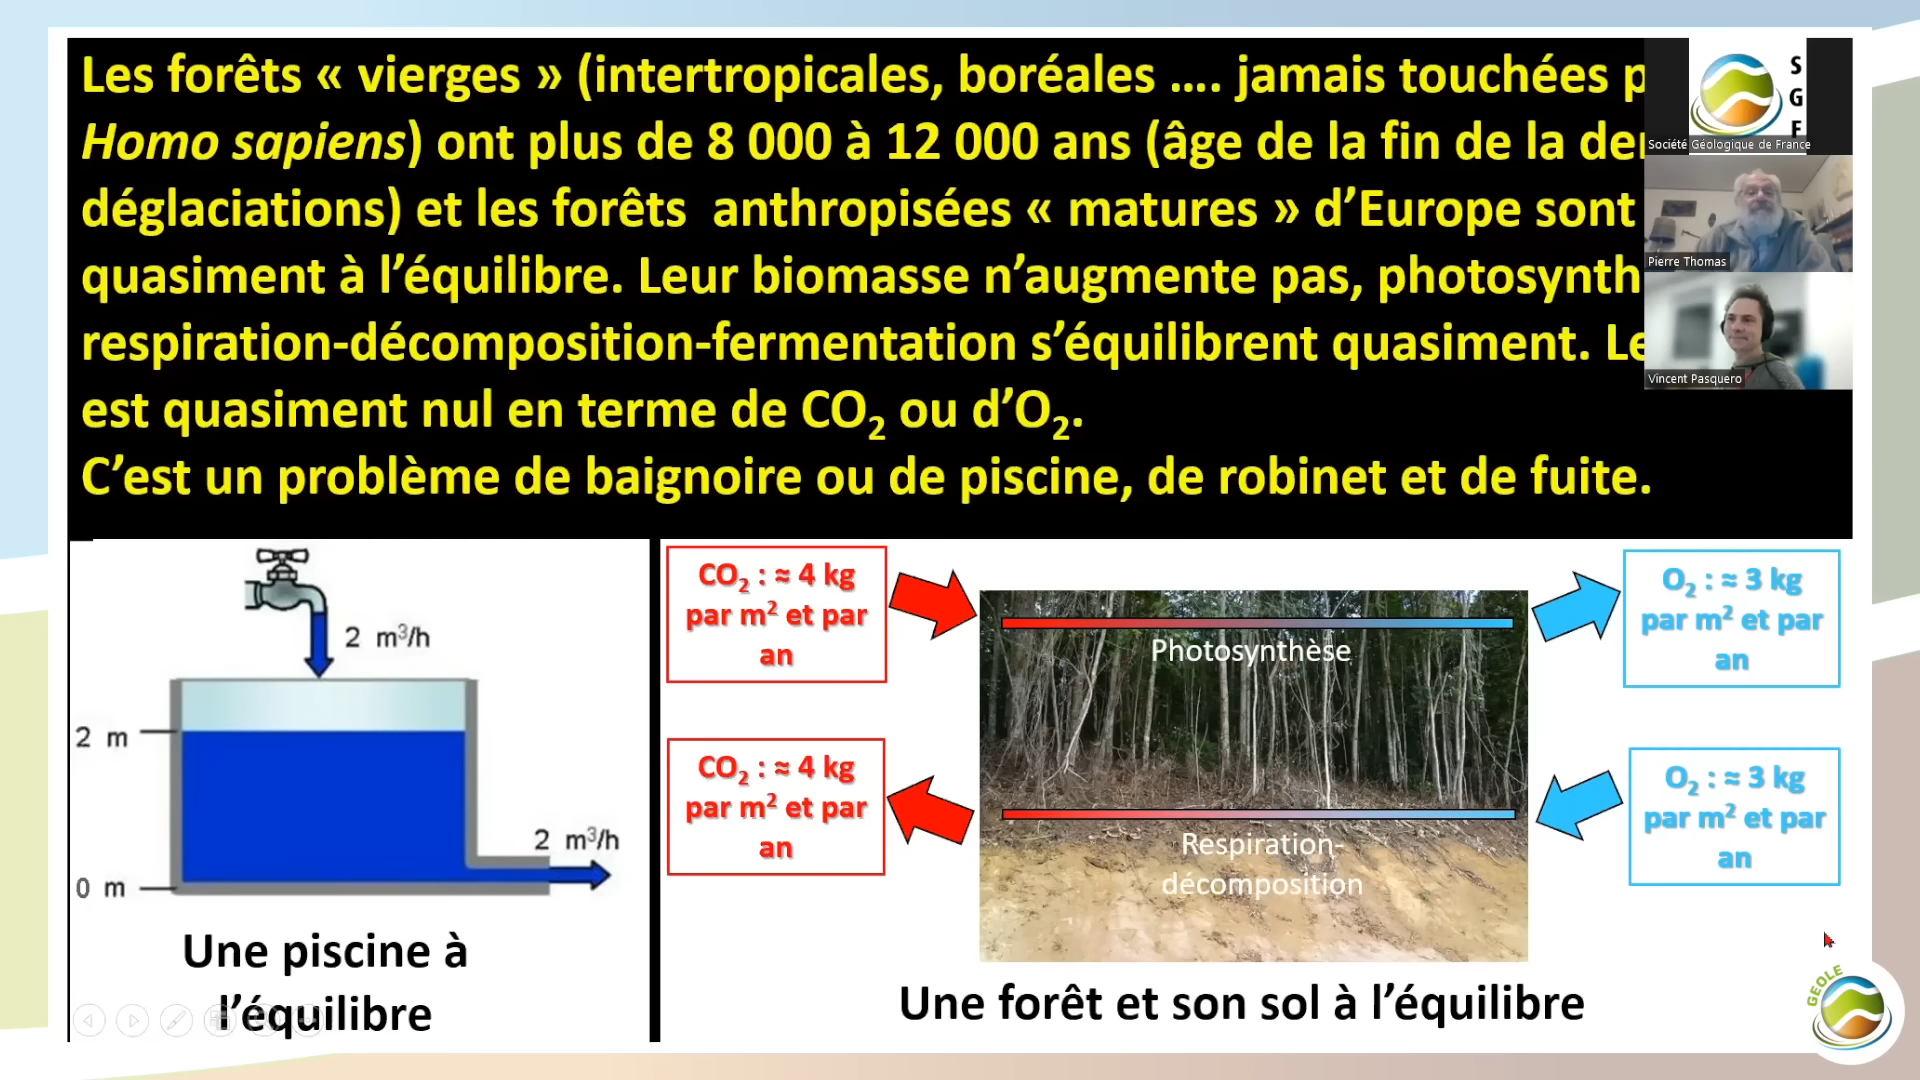 Les forêts « vierges » (intertropicales, boréales …. jamais touchées
Homo sapiens) ont plus de 8 000 à 12 000 ans (âge de la fin de la
déglaciations) et les forêts anthropisées « matures » d’Europe sont
quasiment à l’équilibre. Leur biomasse n’augmente pas,
respiration-décomposition-fermentation s’équilibrent quasiment.
est quasiment nul en terme de CO₂ ou d’O₂.
C’est un problème de baignoire ou de piscine, de robinet et de fuite.
S
G
F
Société Géologique de France
Pierre Thomas
Vincent Pasquero
2 m³/h
2 m
2 m³/h
0 m
Une piscine à
l’équilibre
CO₂ : ≈ 4 kg
par m² et par
an
CO₂ : ≈ 4 kg
par m² et par
an
Photosynthèse
Respiration-
décomposition
O₂ : ≈ 3 kg
par m² et par
an
O₂ : ≈ 3 kg
par m² et par
an
Une forêt et son sol à l’équilibre
GEOLE